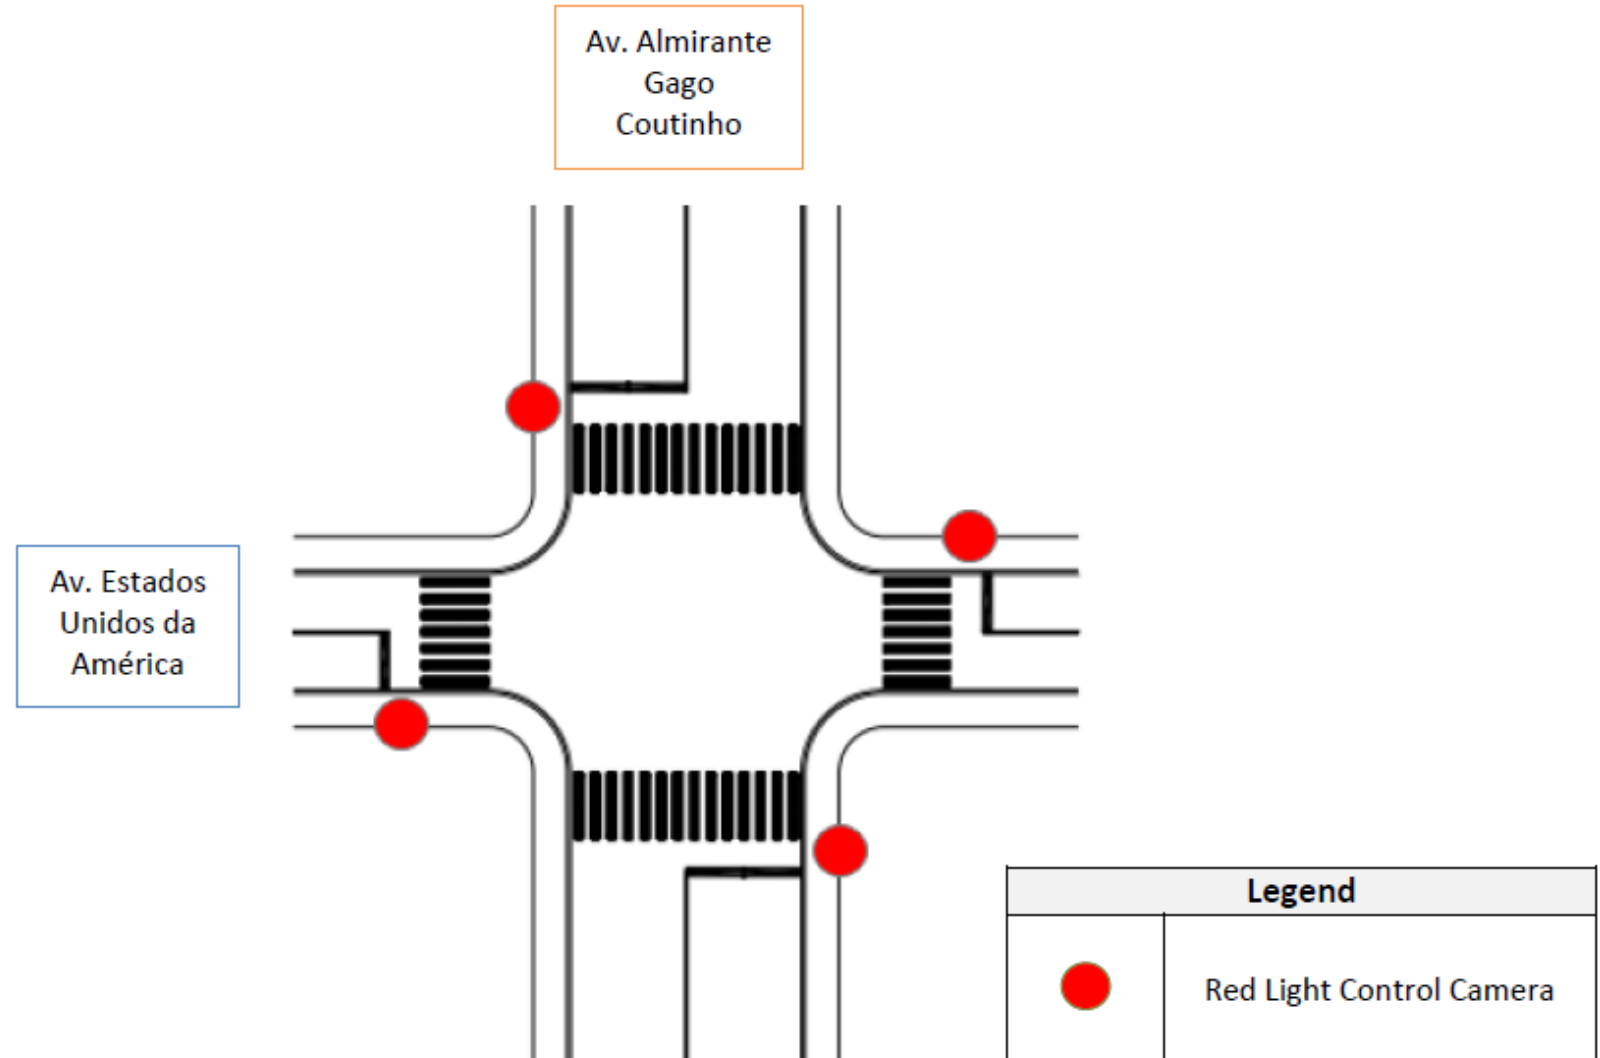 Av. Almirante
Gago
Coutinho
Av. Estados
Unidos da
América
Legend
Red Light Control Camera